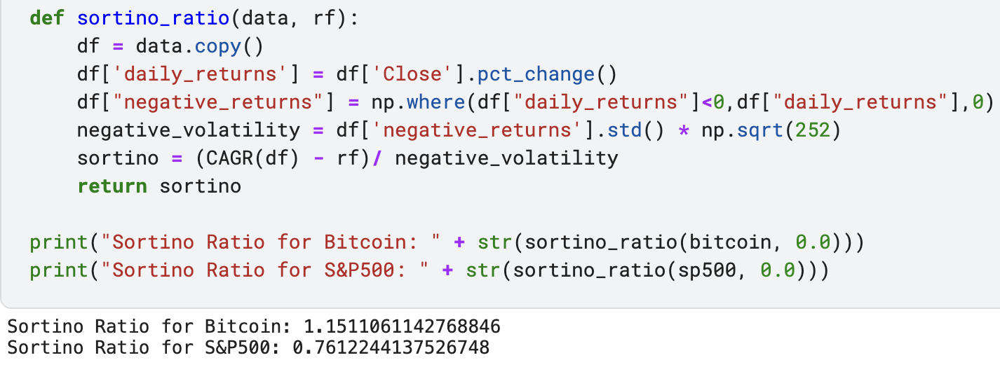 def sortino_ratio(data, rf):
    df = data.copy()
    df['daily_returns'] = df['Close'].pct_change()
    df["negative_returns"] = np.where(df["daily_returns"]<0,df["daily_returns"],0)
    negative_volatility = df['negative_returns'].std() * np.sqrt(252)
    sortino = (CAGR(df) - rf)/ negative_volatility
    return sortino

print("Sortino Ratio for Bitcoin: " + str(sortino_ratio(bitcoin, 0.0)))
print("Sortino Ratio for S&P500: " + str(sortino_ratio(sp500, 0.0)))
Sortino Ratio for Bitcoin: 1.1511061142768846
Sortino Ratio for S&P500: 0.7612244137526748